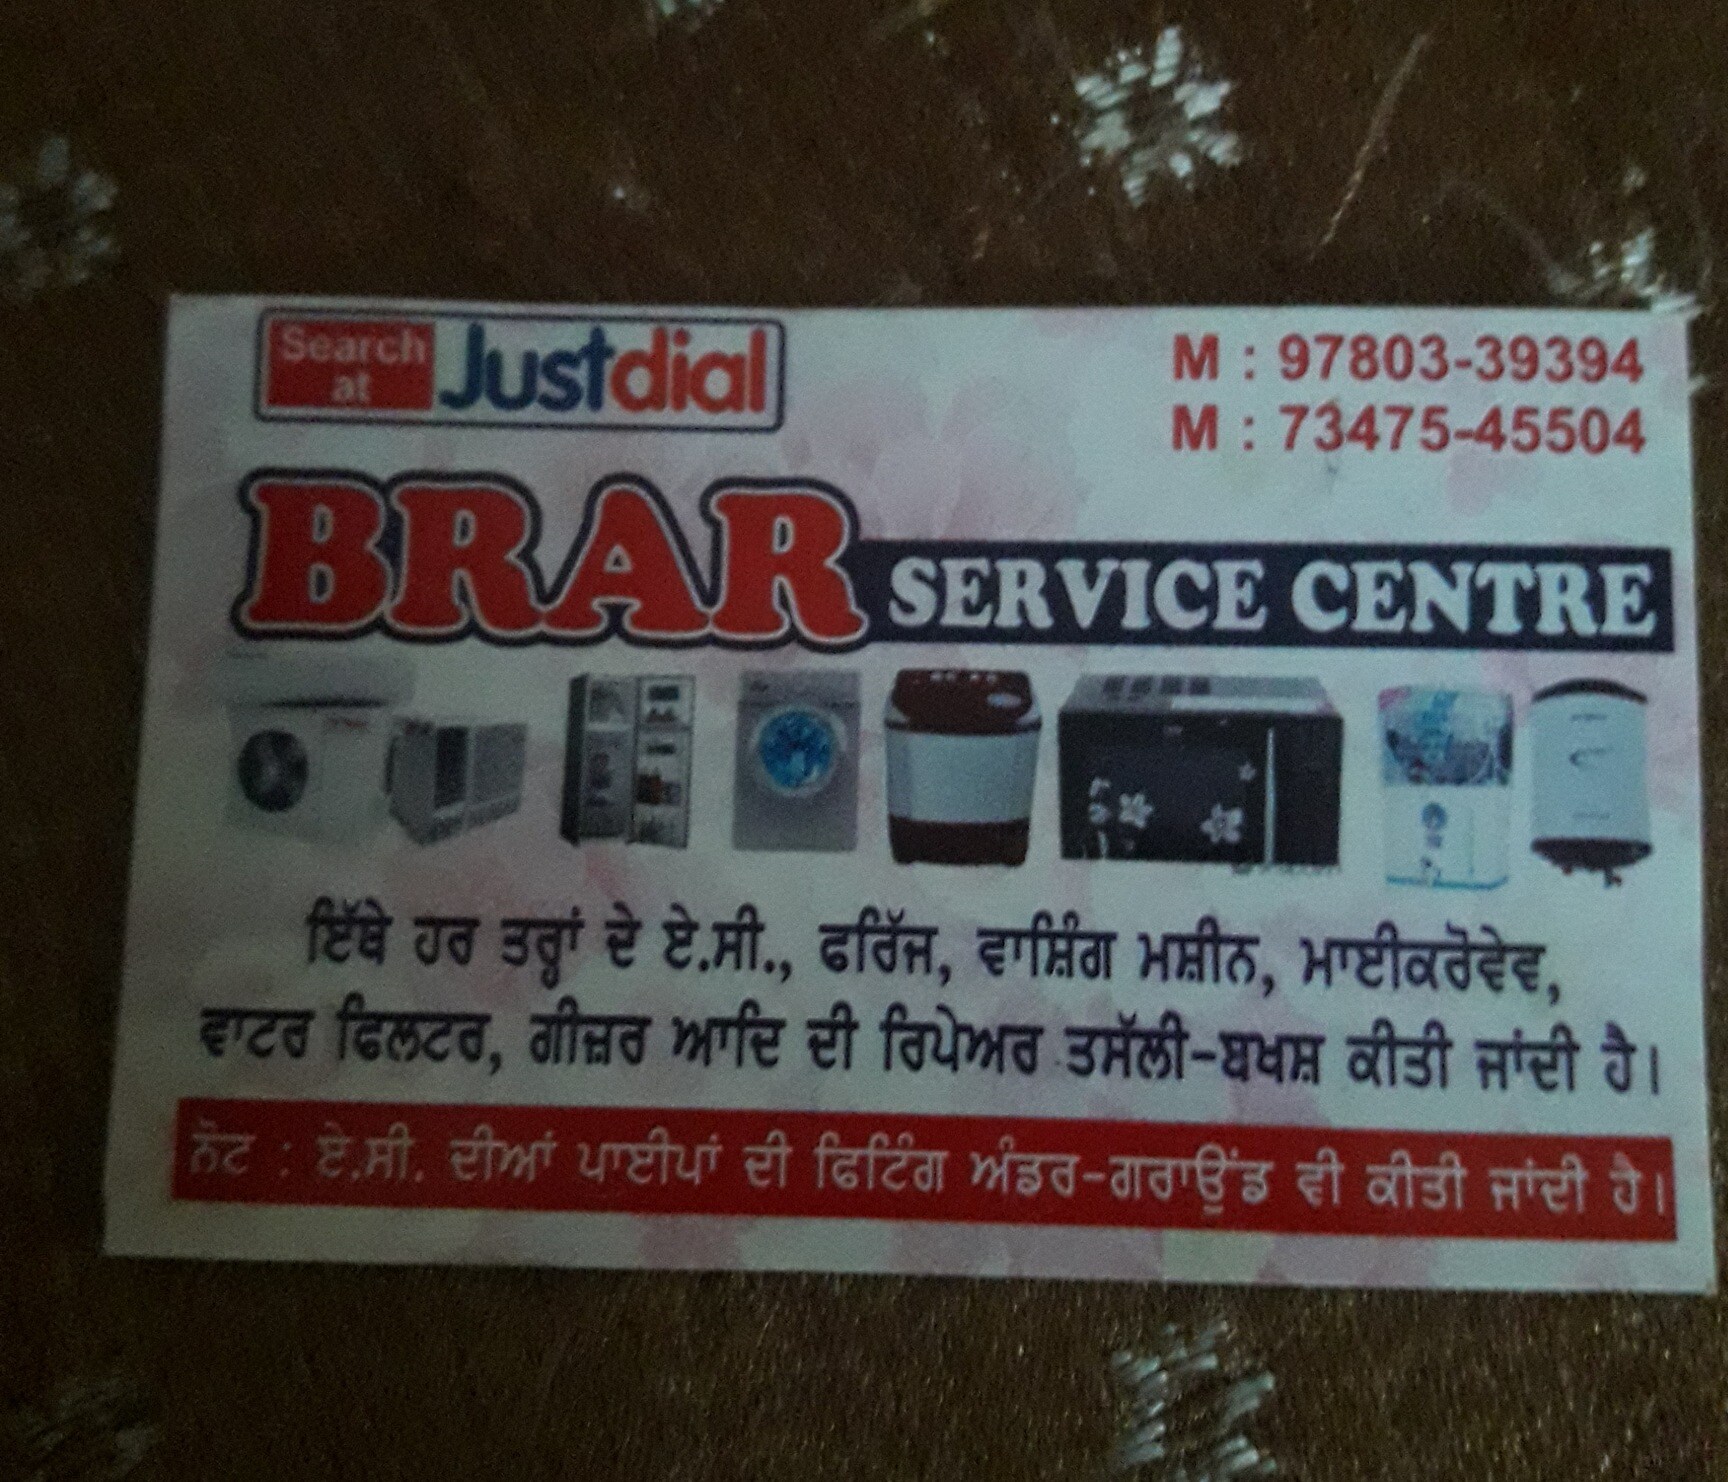 Search at Justdial
M : 97803-39394
M : 73475-45504
BRAR SERVICE CENTRE
ਇੱਥੇ ਹਰ ਤਰ੍ਹਾਂ ਦੇ ਏ.ਸੀ., ਫਰਿੱਜ, ਵਾਸ਼ਿੰਗ ਮਸ਼ੀਨ, ਮਾਈਕਰੋਵੇਵ,
ਵਾਟਰ ਫਿਲਟਰ, ਗੀਜ਼ਰ ਆਦਿ ਦੀ ਰਿਪੇਅਰ ਤਸੱਲੀ-ਬਖਸ਼ ਕੀਤੀ ਜਾਂਦੀ ਹੈ।
ਨੋਟ : ਏ.ਸੀ. ਦੀਆਂ ਪਾਈਪਾਂ ਦੀ ਫਿਟਿੰਗ ਅੰਡਰ-ਗਰਾਉਂਡ ਵੀ ਕੀਤੀ ਜਾਂਦੀ ਹੈ।